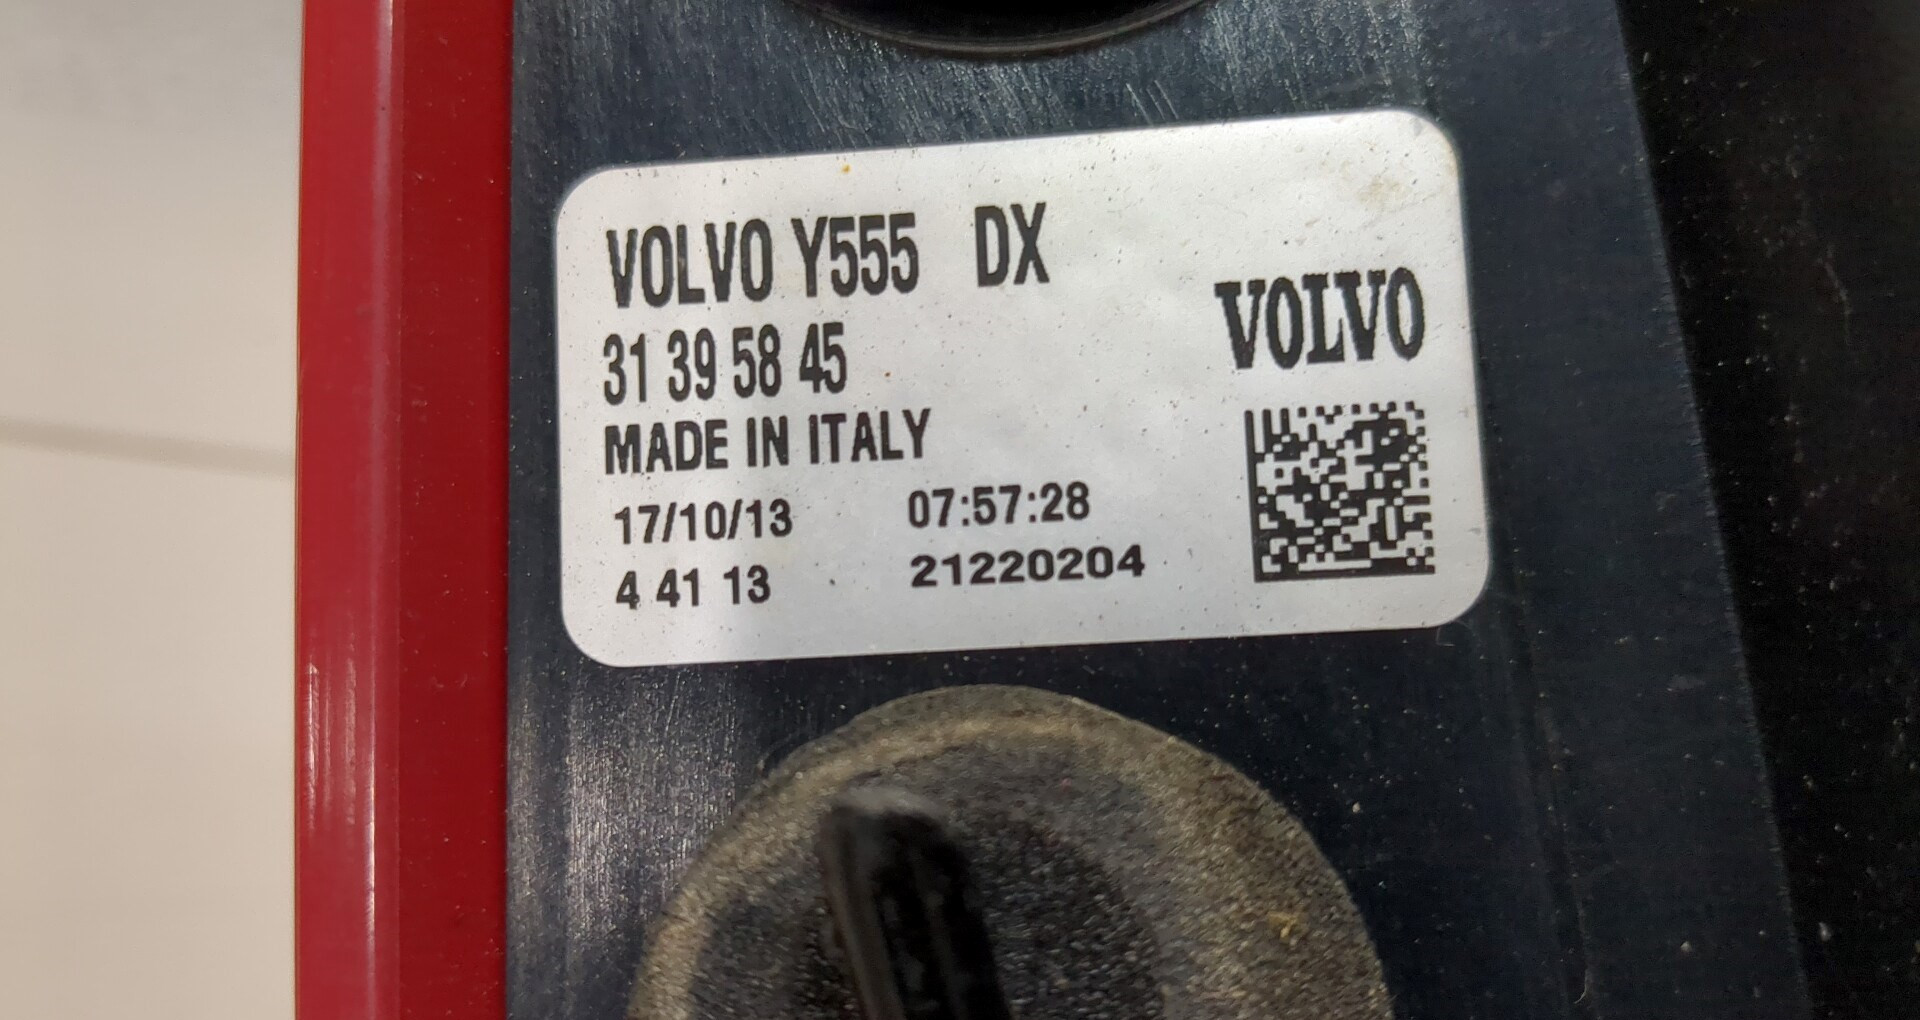 VOLVO Y555 DX
31 39 58 45
VOLVO
MADE IN ITALY
17/10/13 07:57:28
4 41 13 21220204